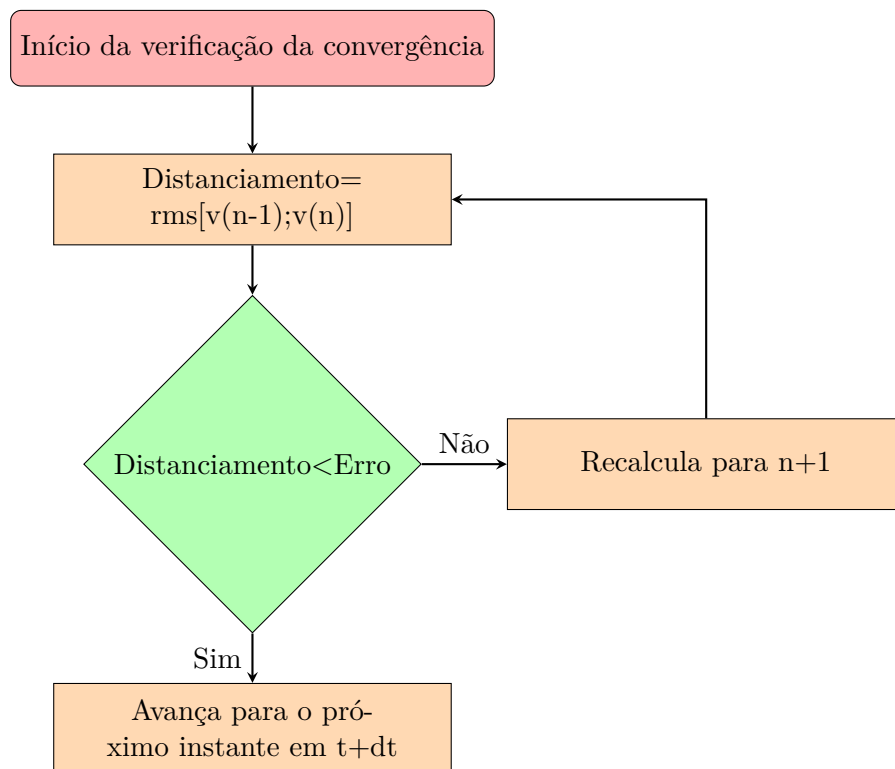 Início da verificação da convergência
Distanciamento=
rms[v(n-1);v(n)]
Distanciamento<Erro
Não
Recalcula para n+1
Sim
Avança para o pró-
ximo instante em t+dt